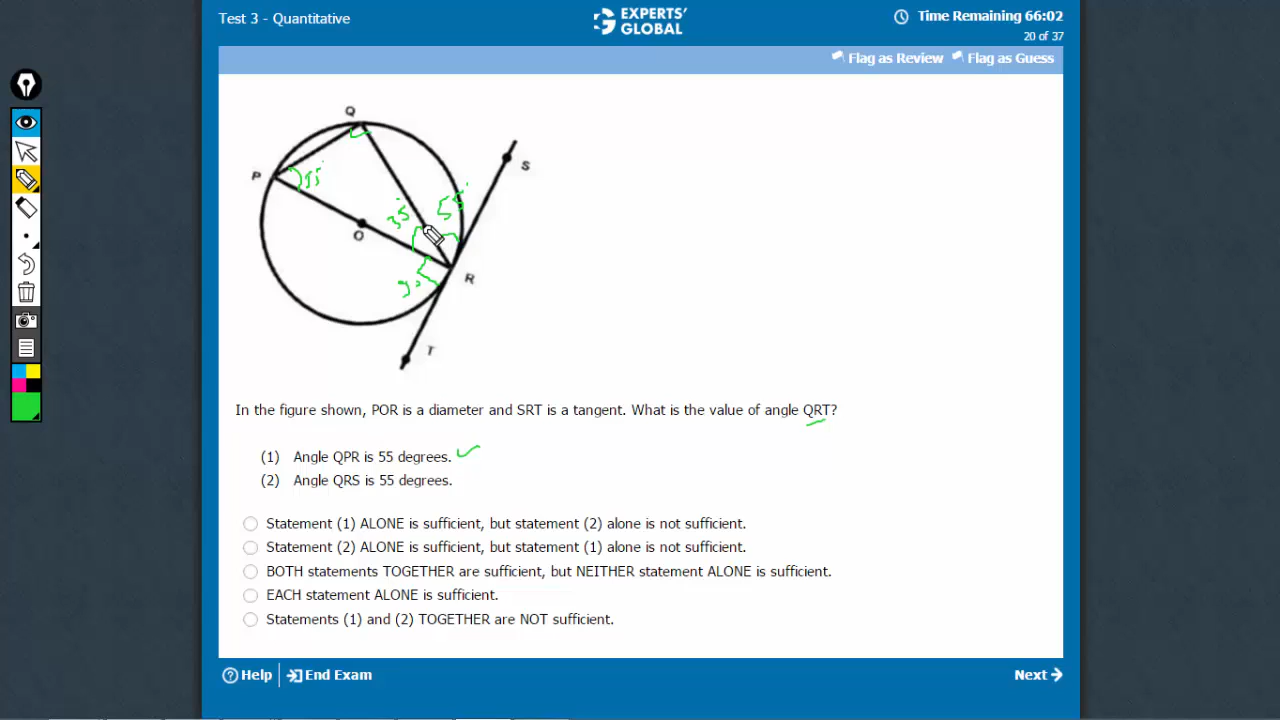 Test 3 - Quantitative
EXPERTS'
GLOBAL
Time Remaining 66:02
20 of 37
Flag as Review
Flag as Guess
Q
S
P
55
35
55
O
R
90
T
In the figure shown, POR is a diameter and SRT is a tangent. What is the value of angle QRT?
(1) Angle QPR is 55 degrees.
(2) Angle QRS is 55 degrees.
Statement (1) ALONE is sufficient, but statement (2) alone is not sufficient.
Statement (2) ALONE is sufficient, but statement (1) alone is not sufficient.
BOTH statements TOGETHER are sufficient, but NEITHER statement ALONE is sufficient.
EACH statement ALONE is sufficient.
Statements (1) and (2) TOGETHER are NOT sufficient.
? Help
End Exam
Next